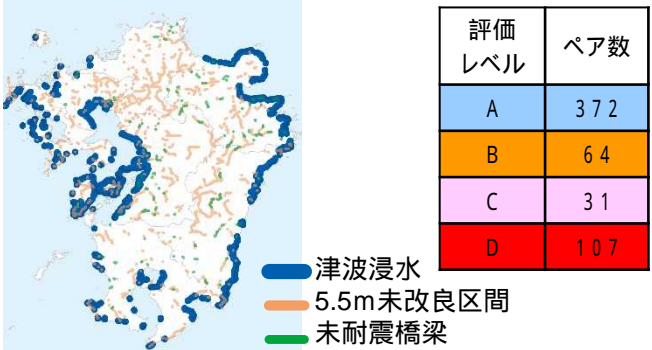 評価
レベル ペア数
A 372
B 64
C 31
D 107
津波浸水
5.5m未改良区間
未耐震橋梁